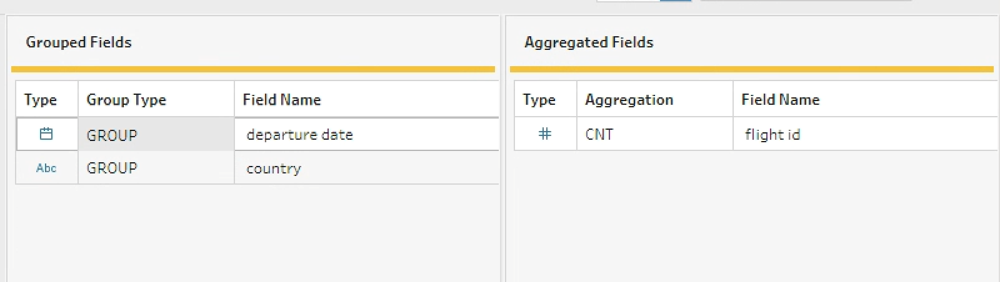 Grouped Fields
Type Group Type Field Name
GROUP departure date
Abc GROUP country
Aggregated Fields
Type Aggregation Field Name
# CNT flight id